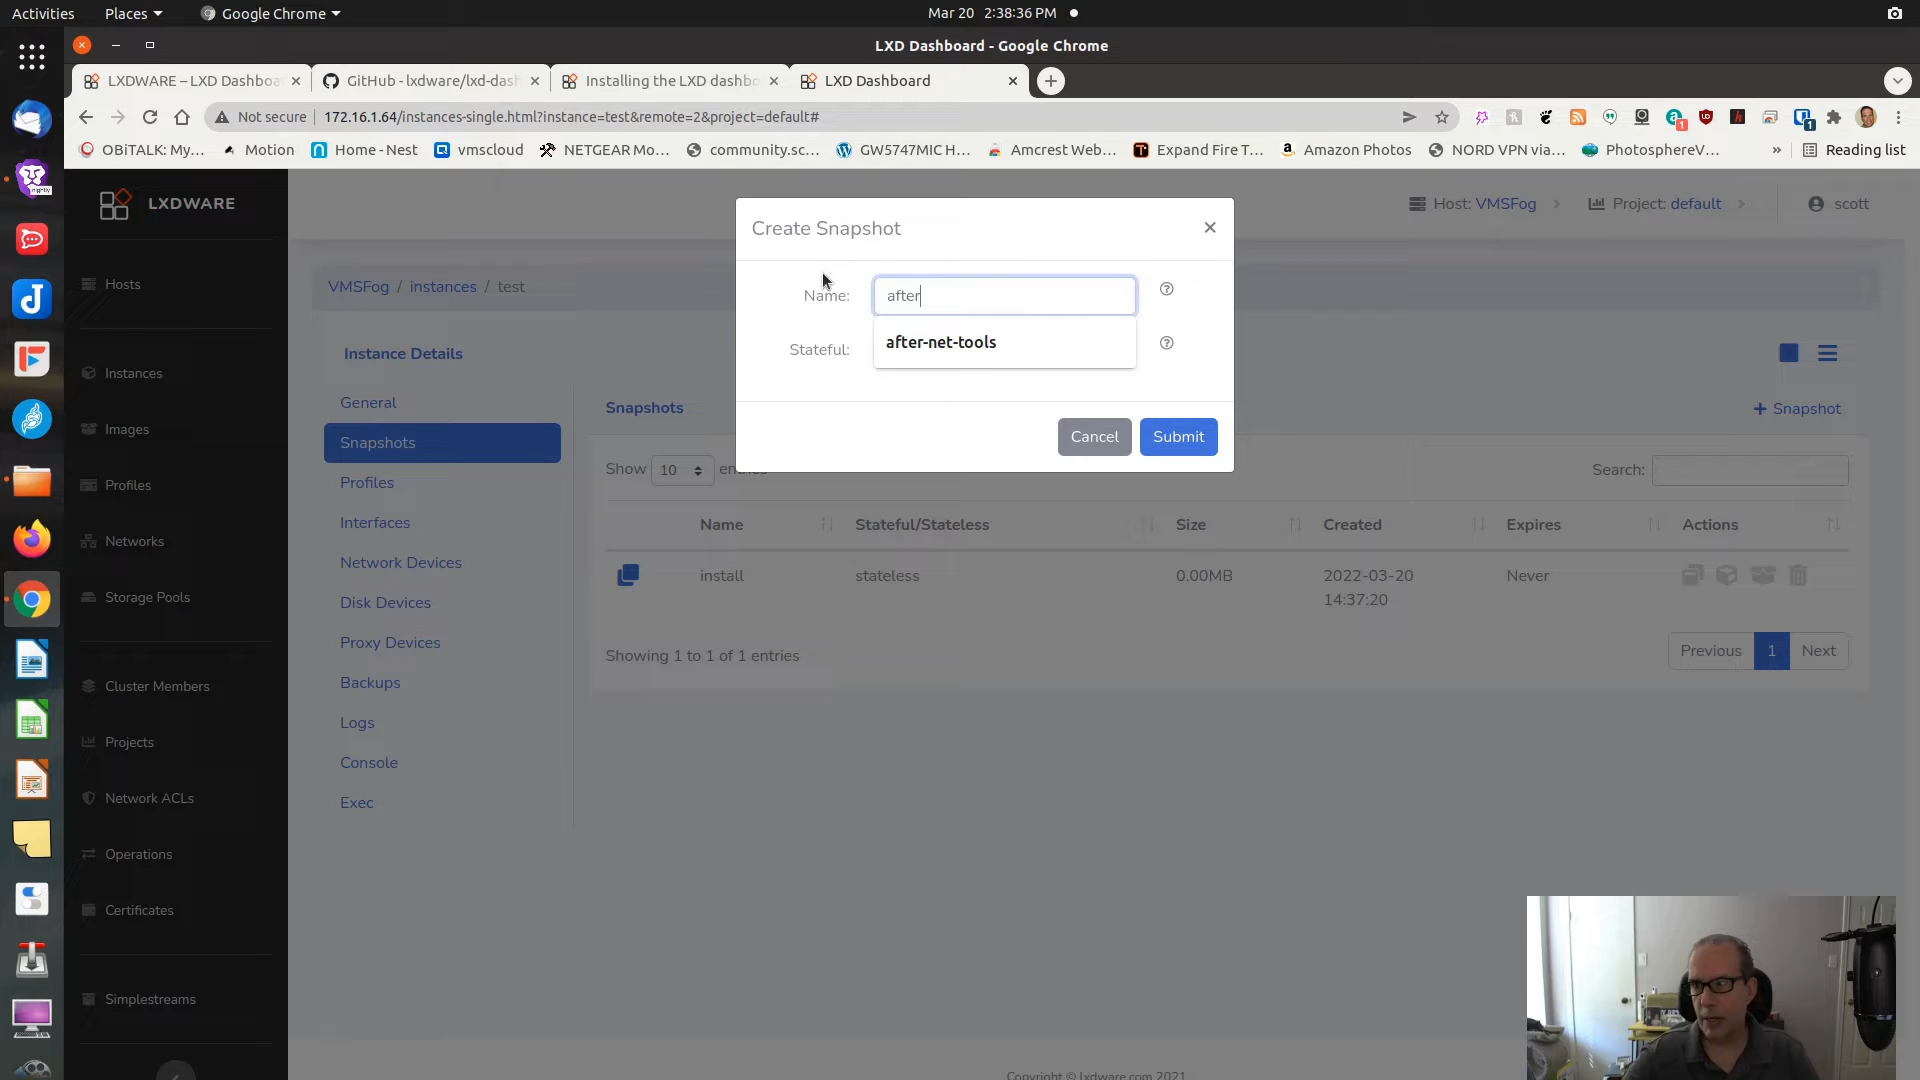 Activities
Places
Google Chrome
Mar 20 2:38:36 PM
LXD Dashboard - Google Chrome
LXDWARE – LXD Dashboa
GitHub - lxdware/lxd-dash
Installing the LXD dashbo
LXD Dashboard
Not secure
172.16.1.64/instances-single.html?instance=test&remote=2&project=default#
OBiTALK: My...
Motion
Home - Nest
vmscloud
NETGEAR Mo...
community.sc...
GW5747MIC H...
Amcrest Web...
Expand Fire T...
Amazon Photos
NORD VPN via...
PhotosphereV...
»
Reading list
LXDWARE
Host: VMSFog
Project: default
scott
Hosts
Instances
Images
Profiles
Networks
Storage Pools
Cluster Members
Projects
Network ACLs
Operations
Certificates
Simplestreams
VMSFog / instances / test
Instance Details
General
Snapshots
Profiles
Interfaces
Network Devices
Disk Devices
Proxy Devices
Backups
Logs
Console
Exec
Create Snapshot
×
Name:
after
after-net-tools
Stateful:
Cancel
Submit
Snapshots
+ Snapshot
Show 10 entries
Search:
Name
Stateful/Stateless
Size
Created
Expires
Actions
install
stateless
0.00MB
2022-03-20
14:37:20
Never
Showing 1 to 1 of 1 entries
Previous
1
Next
Copyright © lxdware.com 2021